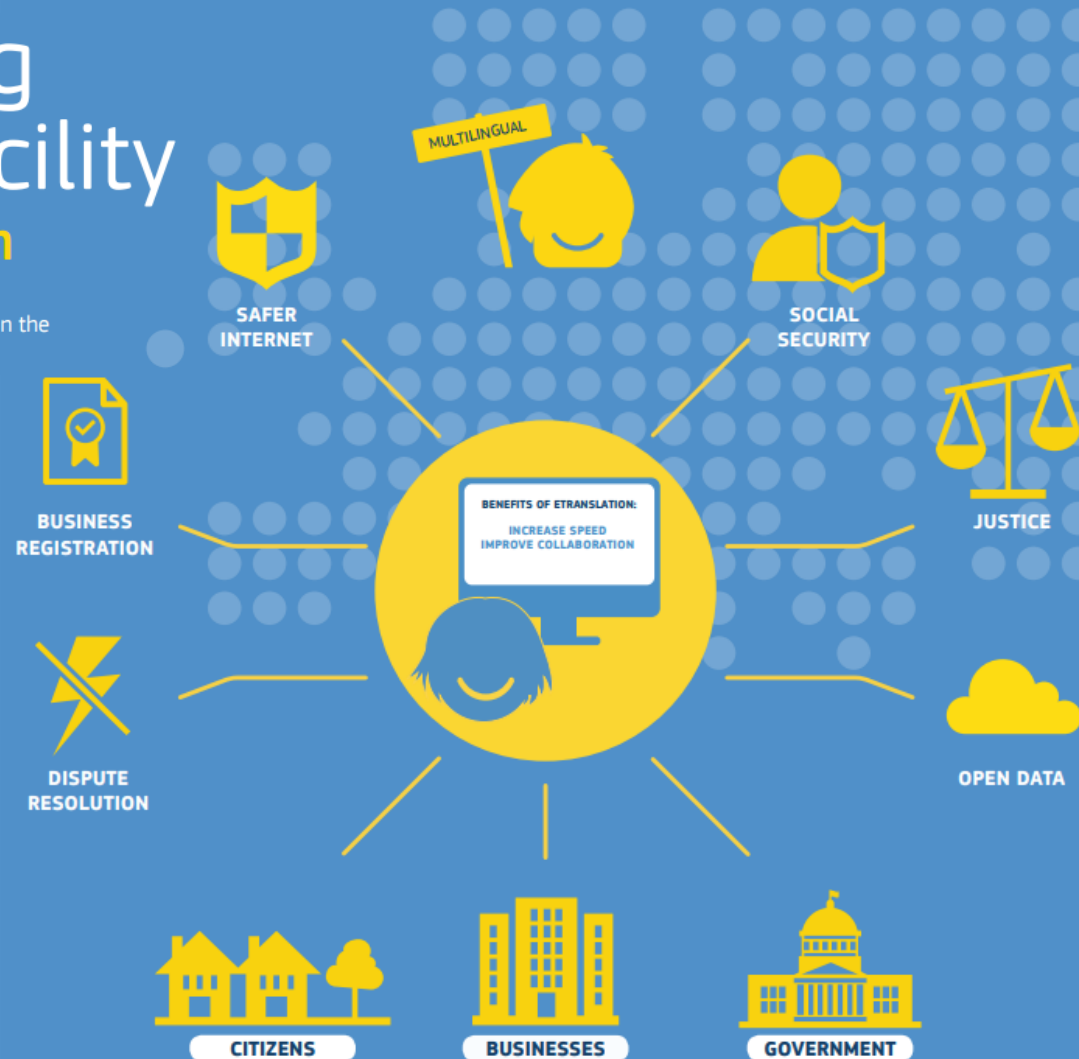 g
cility
n
n the
MULTILINGUAL
SAFER
INTERNET
SOCIAL
SECURITY
BUSINESS
REGISTRATION
BENEFITS OF ETRANSLATION:
INCREASE SPEED
IMPROVE COLLABORATION
JUSTICE
DISPUTE
RESOLUTION
OPEN DATA
CITIZENS
BUSINESSES
GOVERNMENT